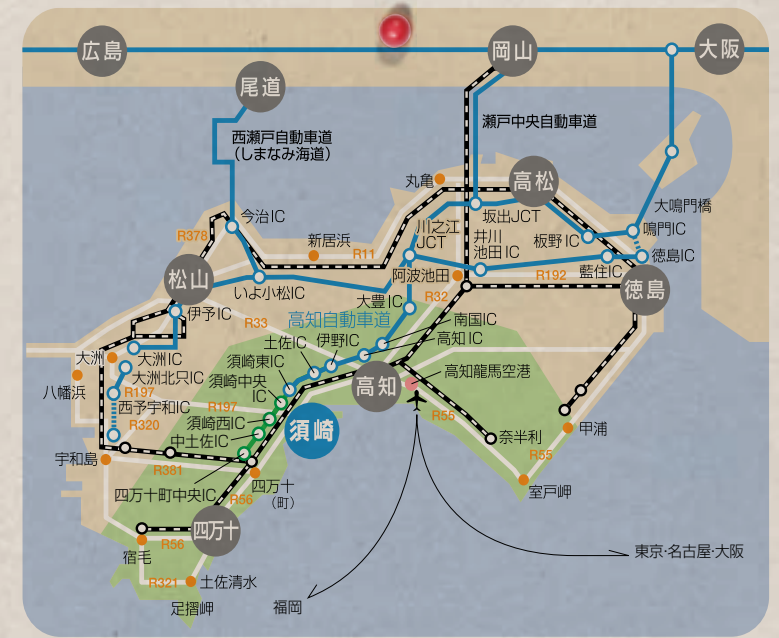 広島
岡山
大阪
尾道
西瀬戸自動車道
(しまなみ海道)
瀬戸中央自動車道
丸亀
高松
今治IC
R378
新居浜
R11
川之江
JCT
坂出JCT
井川
池田IC
板野IC
大鳴門橋
鳴門IC
徳島IC
藍住IC
松山
いよ小松IC
阿波池田
R192
徳島
大豊IC
R32
伊予IC
R33
高知自動車道
南国IC
高知IC
土佐IC
伊野IC
大洲
大洲IC
須崎東IC
高知龍馬空港
大洲北只IC
須崎中央
IC
高知
八幡浜
R197
西予宇和IC
R197
R320
須崎西IC
須崎
R55
中土佐IC
奈半利
甲浦
宇和島
R381
R55
四万十町中央IC
四万十
(町)
R56
室戸岬
四万十
R56
宿毛
R321
土佐清水
足摺岬
福岡
東京・名古屋・大阪